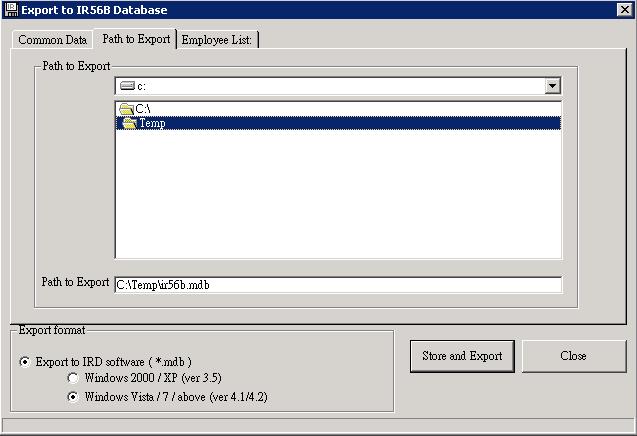 Export to IR56B Database
Common Data Path to Export Employee List:
Path to Export
c:
C:\
Temp
Path to Export C:\Temp\ir56b.mdb
Export format
Export to IRD software ( *.mdb )
Windows 2000 / XP (ver 3.5)
Windows Vista / 7 / above (ver 4.1/4.2)
Store and Export Close